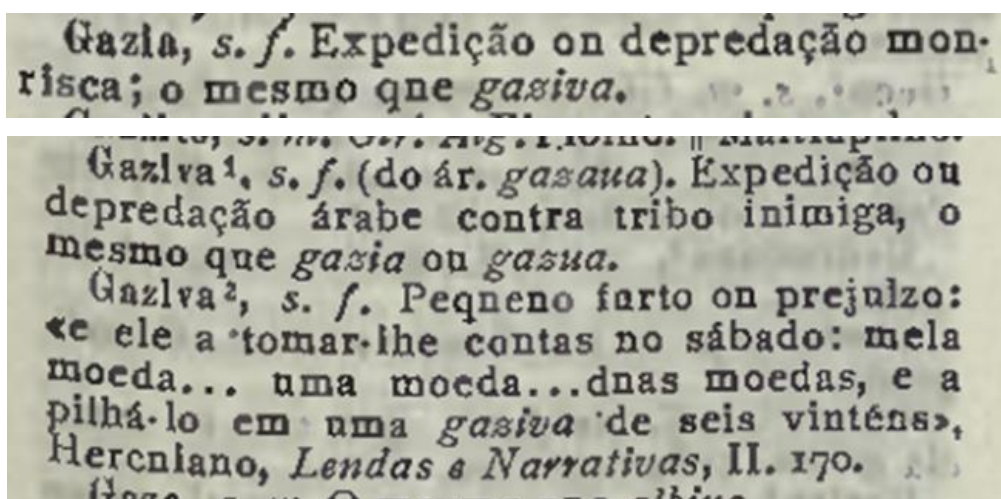 Gazia, s. f. Expedição ou depredação mou-
risca; o mesmo que gaziva.
Gaziva¹, s. f. (do ár. gazaua). Expedição ou
depredação árabe contra tribo inimiga, o
mesmo que gazia ou gazua.
Gaziva², s. f. Pequeno furto ou prejuízo:
«e ele a tomar-lhe contas no sábado: meia
moeda... uma moeda...duas moedas, e a
pilhá-lo em uma gaziva de seis vinténs»,
Herculano, Lendas e Narrativas, II. 170.